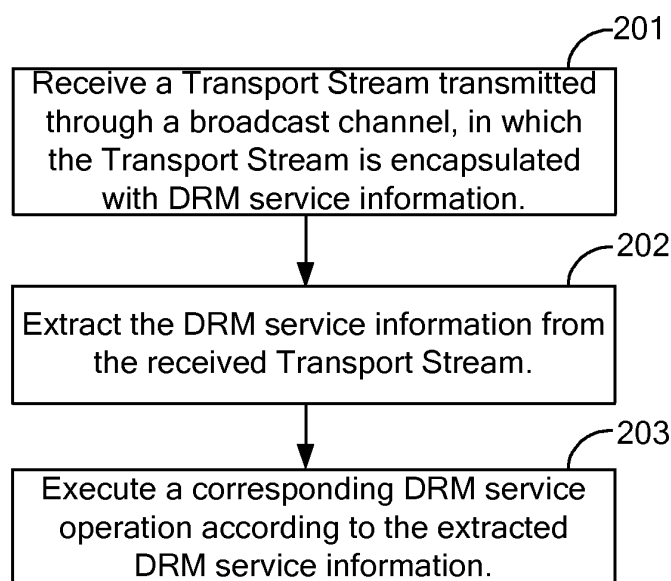 201
Receive a Transport Stream transmitted
through a broadcast channel, in which
the Transport Stream is encapsulated
with DRM service information.
202
Extract the DRM service information from
the received Transport Stream.
203
Execute a corresponding DRM service
operation according to the extracted
DRM service information.